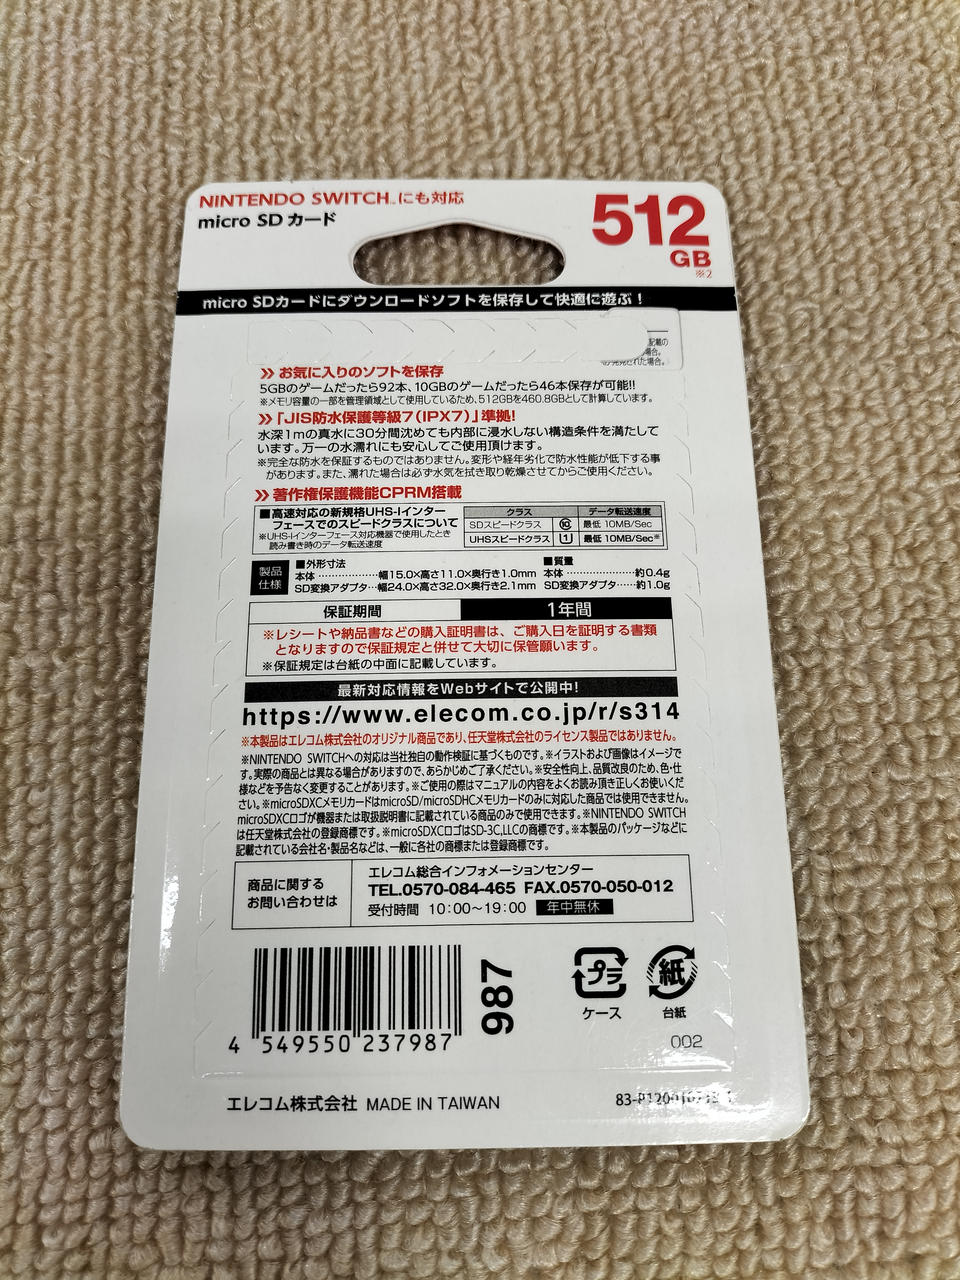 NINTENDO SWITCH™にも対応
micro SD カード
512
GB
※2
micro SDカードにダウンロードソフトを保存して快適に遊ぶ！
記載の
場合。
れた場合。
お気に入りのソフトを保存
5GBのゲームだったら92本、10GBのゲームだったら46本保存が可能!!
※メモリ容量の一部を管理領域として使用しているため、512GBを460.8GBとして計算しています。
「JIS防水保護等級7（IPX7）」準拠!
水深1mの真水に30分間沈めても内部に浸水しない構造条件を満たして
います。万一の水濡れにも安心してご使用頂けます。
※完全な防水を保証するものではありません。変形や経年劣化で防水性能が低下する事
があります。また、濡れた場合は必ず水気を拭き取り乾燥させてからご使用ください。
著作権保護機能CPRM搭載
■高速対応の新規格UHS-Iインター
フェースでのスピードクラスについて
※UHS-Iインターフェース対応機器で使用したとき
読み書き時のデータ転送速度
クラス データ転送速度
SDスピードクラス ⑩ 最低 10MB/Sec
UHSスピードクラス 1 最低 10MB/Sec※
製品
仕様
■外形寸法
本体 ………………幅15.0×高さ11.0×奥行き1.0mm
SD変換アダプタ…幅24.0×高さ32.0×奥行き2.1mm
■質量
本体 ………………約0.4g
SD変換アダプタ……約1.0g
保証期間 1年間
※レシートや納品書などの購入証明書は、ご購入日を証明する書類
となりますので保証規定と併せて大切に保管願います。
※保証規定は台紙の中面に記載しています。
最新対応情報をWebサイトで公開中!
https://www.elecom.co.jp/r/s314
※本製品はエレコム株式会社のオリジナル商品であり、任天堂株式会社のライセンス製品ではありません。
※NINTENDO SWITCHへの対応は当社独自の動作検証に基づくものです。※イラストおよび画像はイメージで
す。実際の商品とは異なる場合がありますので、あらかじめご了承ください。※安全性向上、品質改良のため、色・仕
様などを予告なく変更することがあります。※ご使用の際はマニュアルの内容をよくお読み頂き正しくお使いくだ
さい。※microSDXCメモリカードはmicroSD/microSDHCメモリカードのみに対応した商品では使用できません。
microSDXCロゴが機器または取扱説明書に記載されている商品のみで使用できます。※NINTENDO SWITCH
は任天堂株式会社の登録商標です。※microSDXCロゴはSD-3C,LLCの商標です。※本製品のパッケージなどに
記載されている会社名・製品名などは、一般に各社の商標または登録商標です。
商品に関する
お問い合わせは
エレコム総合インフォメーションセンター
TEL.0570-084-465 FAX.0570-050-012
受付時間 10:00～19:00 年中無休
4 549550 237987
987
プラ
ケース
紙
台紙
002
エレコム株式会社 MADE IN TAIWAN